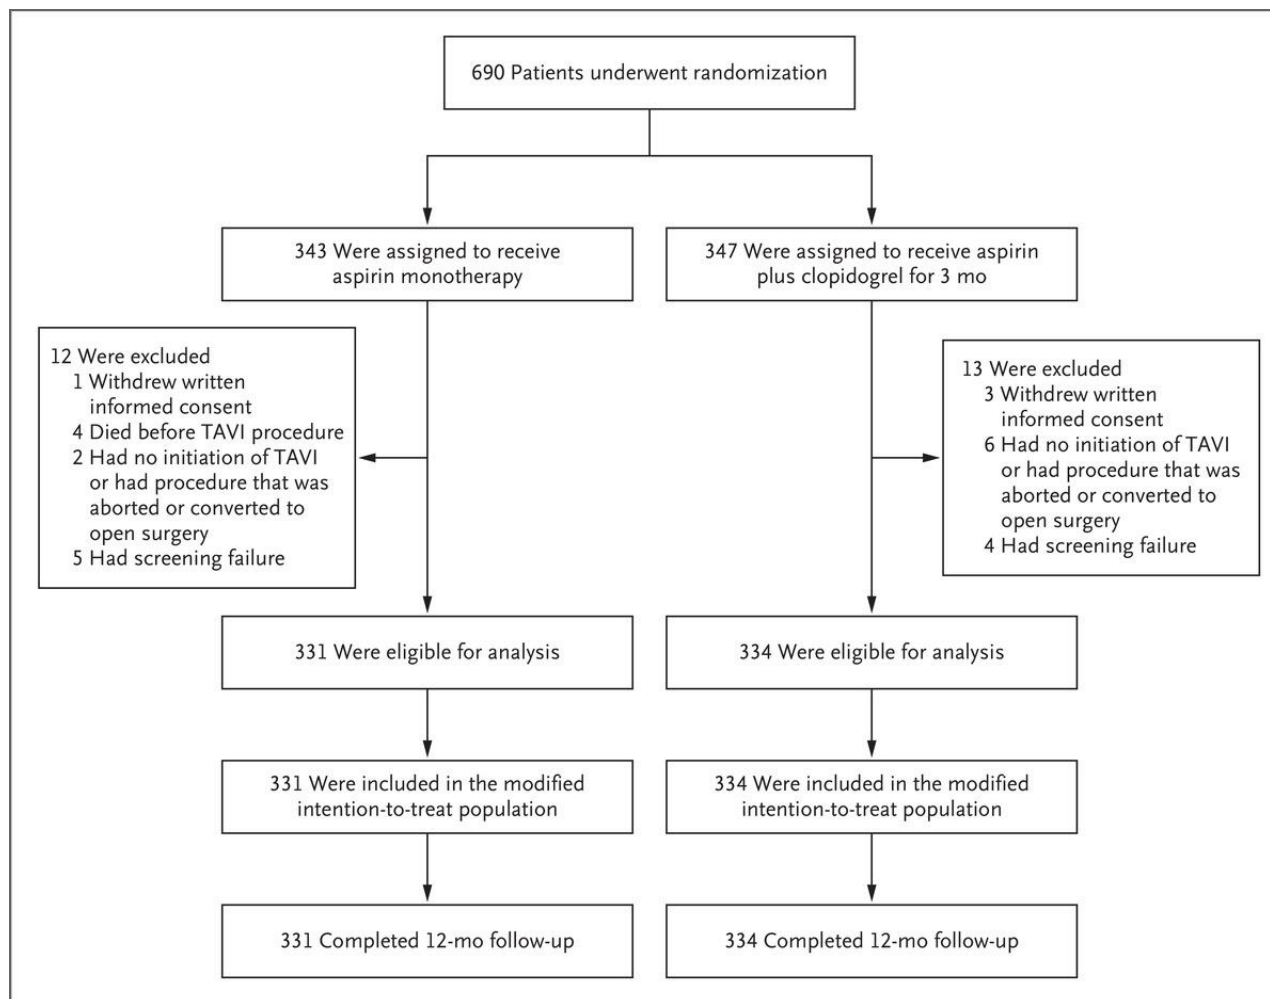 690 Patients underwent randomization
343 Were assigned to receive
aspirin monotherapy
347 Were assigned to receive aspirin
plus clopidogrel for 3 mo
12 Were excluded
1 Withdrew written
informed consent
4 Died before TAVI procedure
2 Had no initiation of TAVI
or had procedure that was
aborted or converted to
open surgery
5 Had screening failure
13 Were excluded
3 Withdrew written
informed consent
6 Had no initiation of TAVI
or had procedure that was
aborted or converted to
open surgery
4 Had screening failure
331 Were eligible for analysis
334 Were eligible for analysis
331 Were included in the modified
intention-to-treat population
334 Were included in the modified
intention-to-treat population
331 Completed 12-mo follow-up
334 Completed 12-mo follow-up